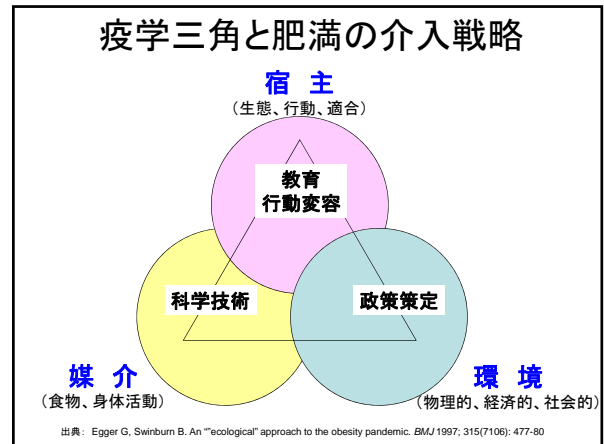 疫学三角と肥満の介入戦略
宿 主
（生態、行動、適合）
教育
行動変容
科学技術
政策策定
媒 介
（食物、身体活動）
環 境
（物理的、経済的、社会的）
出典： Egger G, Swinburn B. An “"ecological” approach to the obesity pandemic. BMJ 1997; 315(7106): 477-80